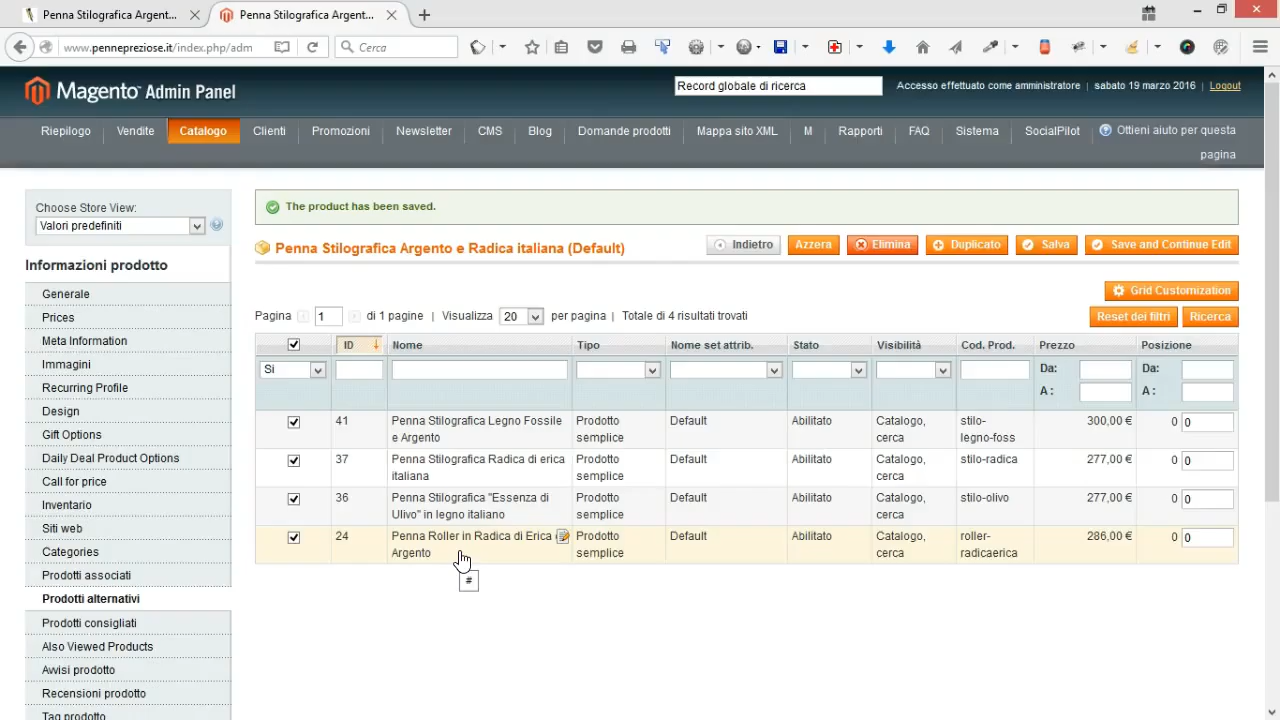 Penna Stilografica Argent...
Penna Stilografica Argent...
www.pennepreziose.it/index.php/adm
Cerca
Magento Admin Panel
Record globale di ricerca
Accesso effettuato come amministratore | sabato 19 marzo 2016 | Logout
Riepilogo Vendite Catalogo Clienti Promozioni Newsletter CMS Blog Domande prodotti Mappa sito XML M Rapporti FAQ Sistema SocialPilot Ottieni aiuto per questa
pagina
Choose Store View:
Valori predefiniti
The product has been saved.
Penna Stilografica Argento e Radica italiana (Default)
Indietro Azzera Elimina Duplicato Salva Save and Continue Edit
Informazioni prodotto
Generale
Prices
Meta Information
Immagini
Recurring Profile
Design
Gift Options
Daily Deal Product Options
Call for price
Inventario
Siti web
Categories
Prodotti associati
Prodotti alternativi
Prodotti consigliati
Also Viewed Products
Avvisi prodotto
Recensioni prodotto
Tag prodotto
Grid Customization
Pagina 1 di 1 pagine | Visualizza 20 per pagina | Totale di 4 risultati trovati
Reset dei filtri Ricerca
ID Nome Tipo Nome set attrib. Stato Visibilità Cod. Prod. Prezzo Posizione
Si Da: Da:
A : A :
41 Penna Stilografica Legno Fossile Prodotto Default Abilitato Catalogo, stilo- 300,00 € 0 0
e Argento semplice cerca legno-foss
37 Penna Stilografica Radica di erica Prodotto Default Abilitato Catalogo, stilo-radica 277,00 € 0 0
italiana semplice cerca
36 Penna Stilografica "Essenza di Prodotto Default Abilitato Catalogo, stilo-olivo 277,00 € 0 0
Ulivo" in legno italiano semplice cerca
24 Penna Roller in Radica di Erica Prodotto Default Abilitato Catalogo, roller- 286,00 € 0 0
Argento semplice cerca radicaerica
#